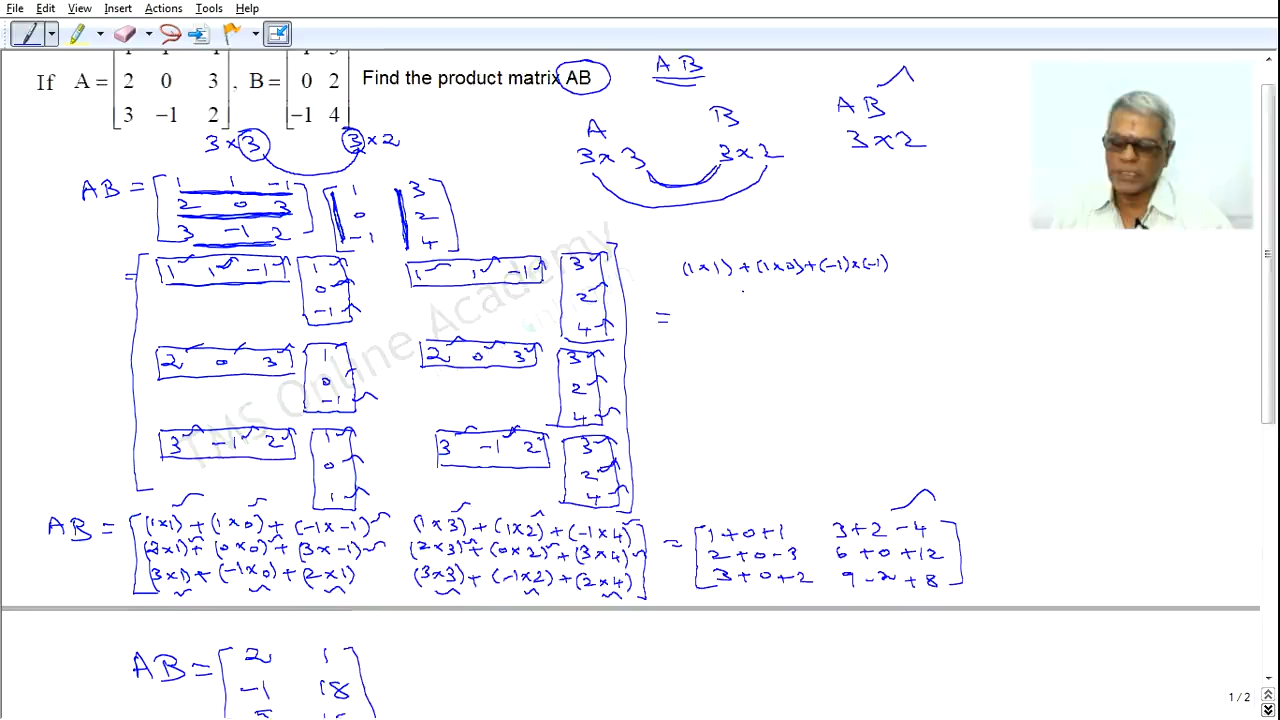 File Edit View Insert Actions Tools Help
If A = [ 2 0 3 3 -1 2 ], B = [ 0 2 -1 4 ] Find the product matrix AB
A B
3×3 3×2
A B
3×3 3×2
AB
3×2
AB = [ 1 1 -1 2 0 3 3 -1 2 ] [ 1 3 0 2 -1 4 ]
= [ 1 1 -1 1 0 -1 1 1 -1 3 2 4
2 0 3 1 0 -1 2 0 3 3 2 4
3 -1 2 1 0 1 3 -1 2 3 2 4 ]
= (1×1) + (1×0) + (-1)×(-1)
TMS Online Academy
AB = [ (1×1) + (1×0) + (-1×-1) (1×3) + (1×2) + (-1×4) ] = [ 1+0+1 3+2-4
(2×1) + (0×0) + (3×-1) (2×3) + (0×2) + (3×4) 2+0-3 6+0+12
(3×1) + (-1×0) + (2×1) (3×3) + (-1×2) + (2×4) 3+0+2 9-2+8 ]
AB = [ 2 1
-1 18
1 / 2